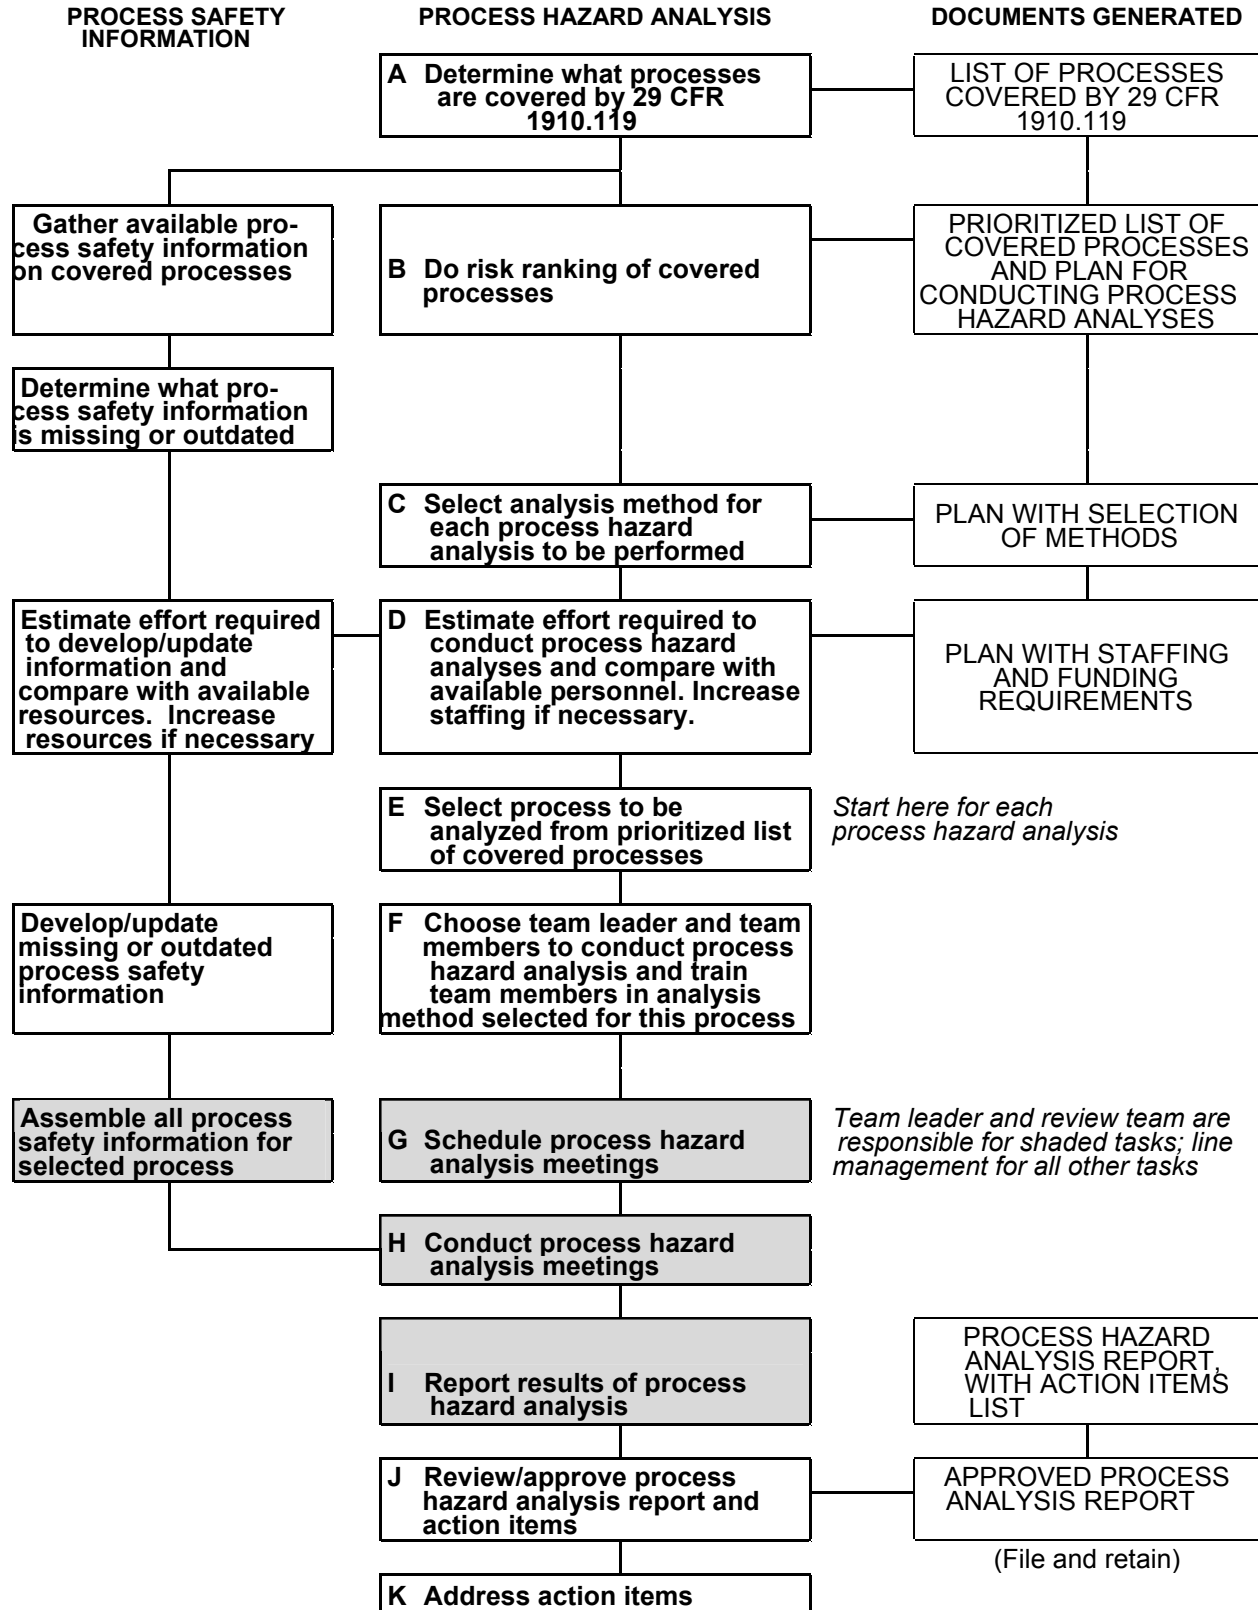 PROCESS SAFETY
INFORMATION
PROCESS HAZARD ANALYSIS
DOCUMENTS GENERATED
A Determine what processes
are covered by 29 CFR
1910.119
LIST OF PROCESSES
COVERED BY 29 CFR
1910.119
Gather available pro-
cess safety information
on covered processes
B Do risk ranking of covered
processes
PRIORITIZED LIST OF
COVERED PROCESSES
AND PLAN FOR
CONDUCTING PROCESS
HAZARD ANALYSES
Determine what pro-
cess safety information
is missing or outdated
C Select analysis method for
each process hazard
analysis to be performed
PLAN WITH SELECTION
OF METHODS
Estimate effort required
to develop/update
information and
compare with available
resources. Increase
resources if necessary
D Estimate effort required to
conduct process hazard
analyses and compare with
available personnel. Increase
staffing if necessary.
PLAN WITH STAFFING
AND FUNDING
REQUIREMENTS
E Select process to be
analyzed from prioritized list
of covered processes
Start here for each
process hazard analysis
Develop/update
missing or outdated
process safety
information
F Choose team leader and team
members to conduct process
hazard analysis and train
team members in analysis
method selected for this process
Assemble all process
safety information for
selected process
G Schedule process hazard
analysis meetings
Team leader and review team are
responsible for shaded tasks; line
management for all other tasks
H Conduct process hazard
analysis meetings
I Report results of process
hazard analysis
PROCESS HAZARD
ANALYSIS REPORT,
WITH ACTION ITEMS
LIST
J Review/approve process
hazard analysis report and
action items
APPROVED PROCESS
ANALYSIS REPORT
(File and retain)
K Address action items